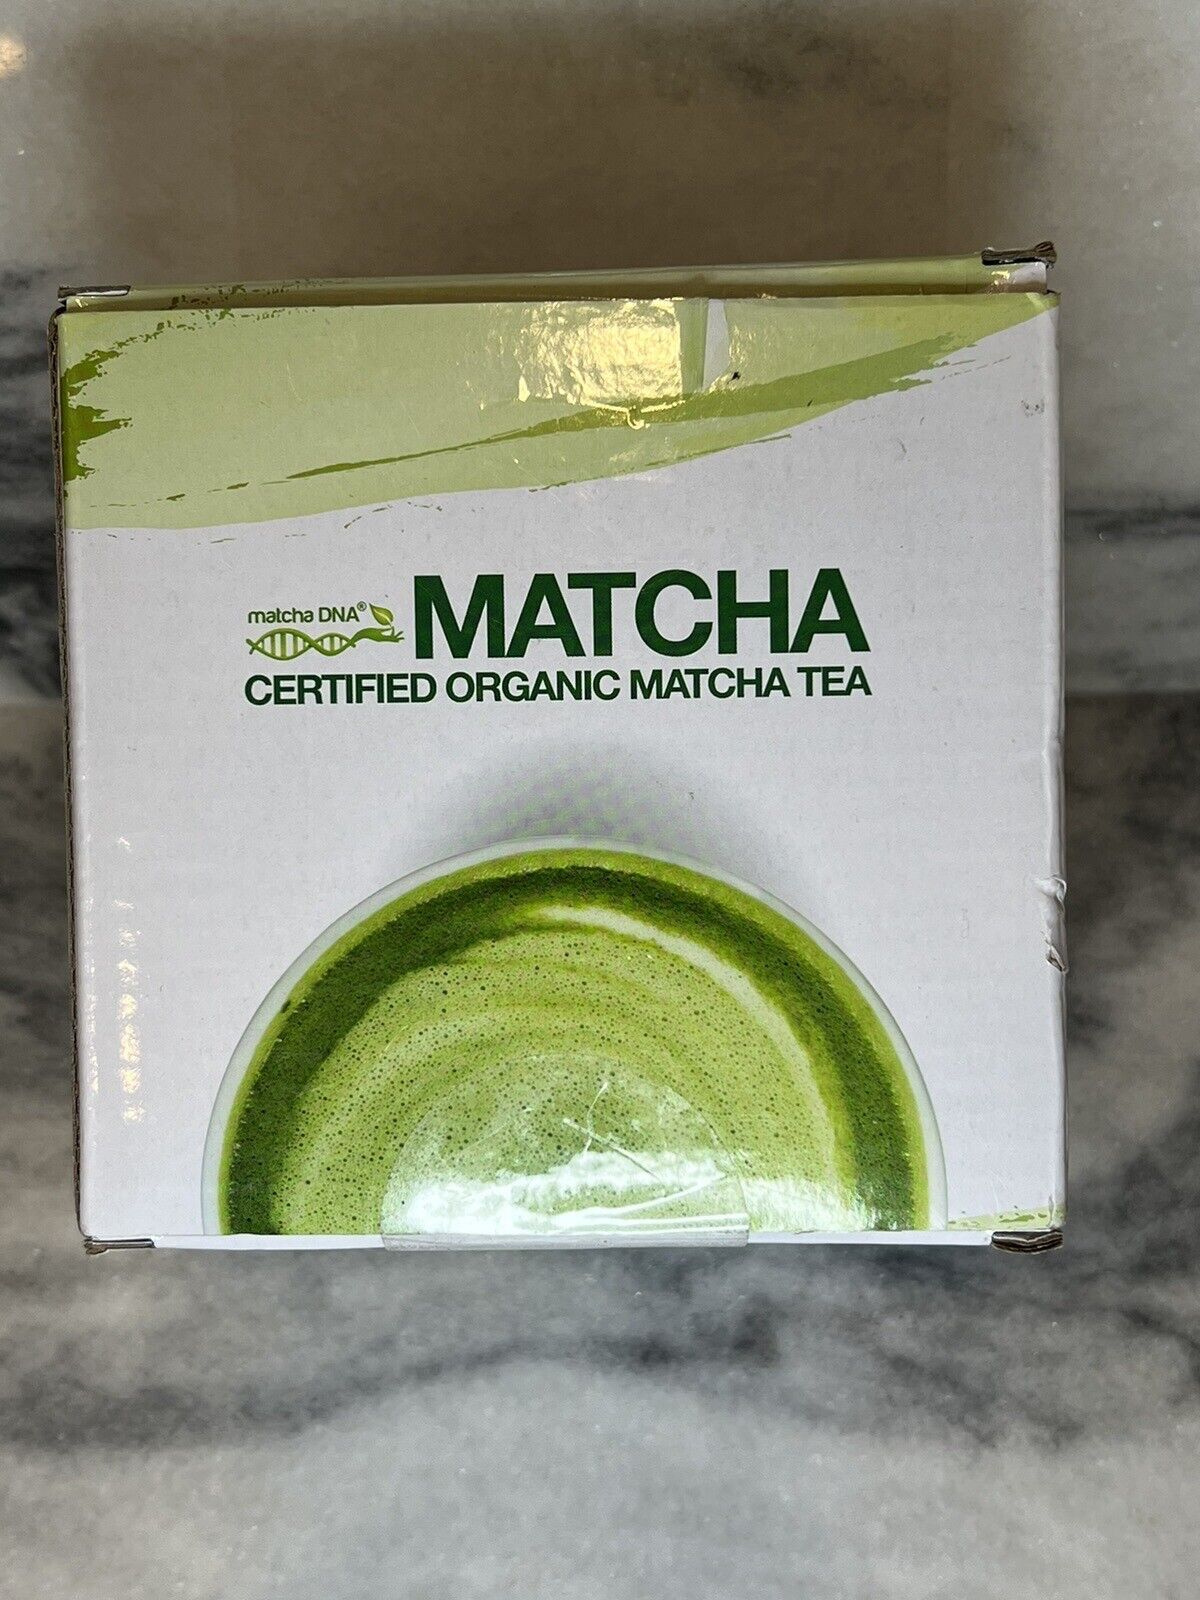 matcha DNA®
MATCHA
CERTIFIED ORGANIC MATCHA TEA